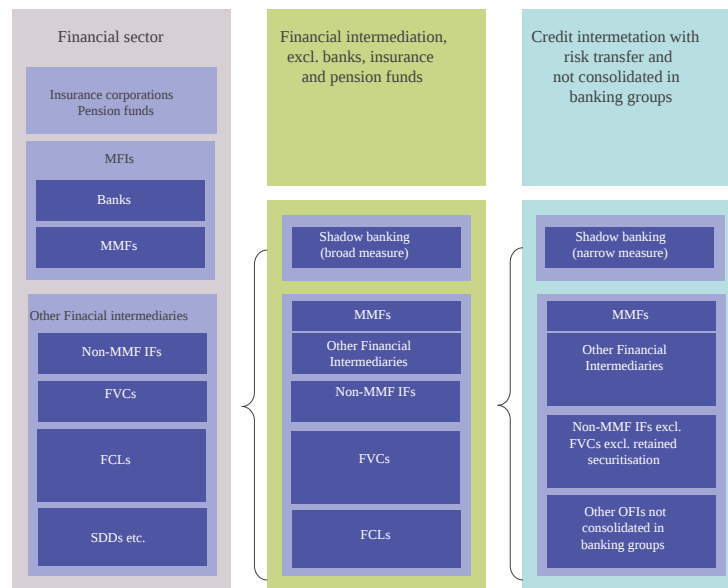 Financial sector
Insurance corporations
Pension funds
MFIs
Banks
MMFs
Other Finacial intermediaries
Non-MMF IFs
FVCs
FCLs
SDDs etc.
Financial intermediation,
excl. banks, insurance
and pension funds
Shadow banking
(broad measure)
MMFs
Other Financial
Intermediaries
Non-MMF IFs
FVCs
FCLs
Credit intermetation with
risk transfer and
not consolidated in
banking groups
Shadow banking
(narrow measure)
MMFs
Other Financial
Intermediaries
Non-MMF IFs excl.
FVCs excl. retained
securitisation
Other OFIs not
consolidated in
banking groups